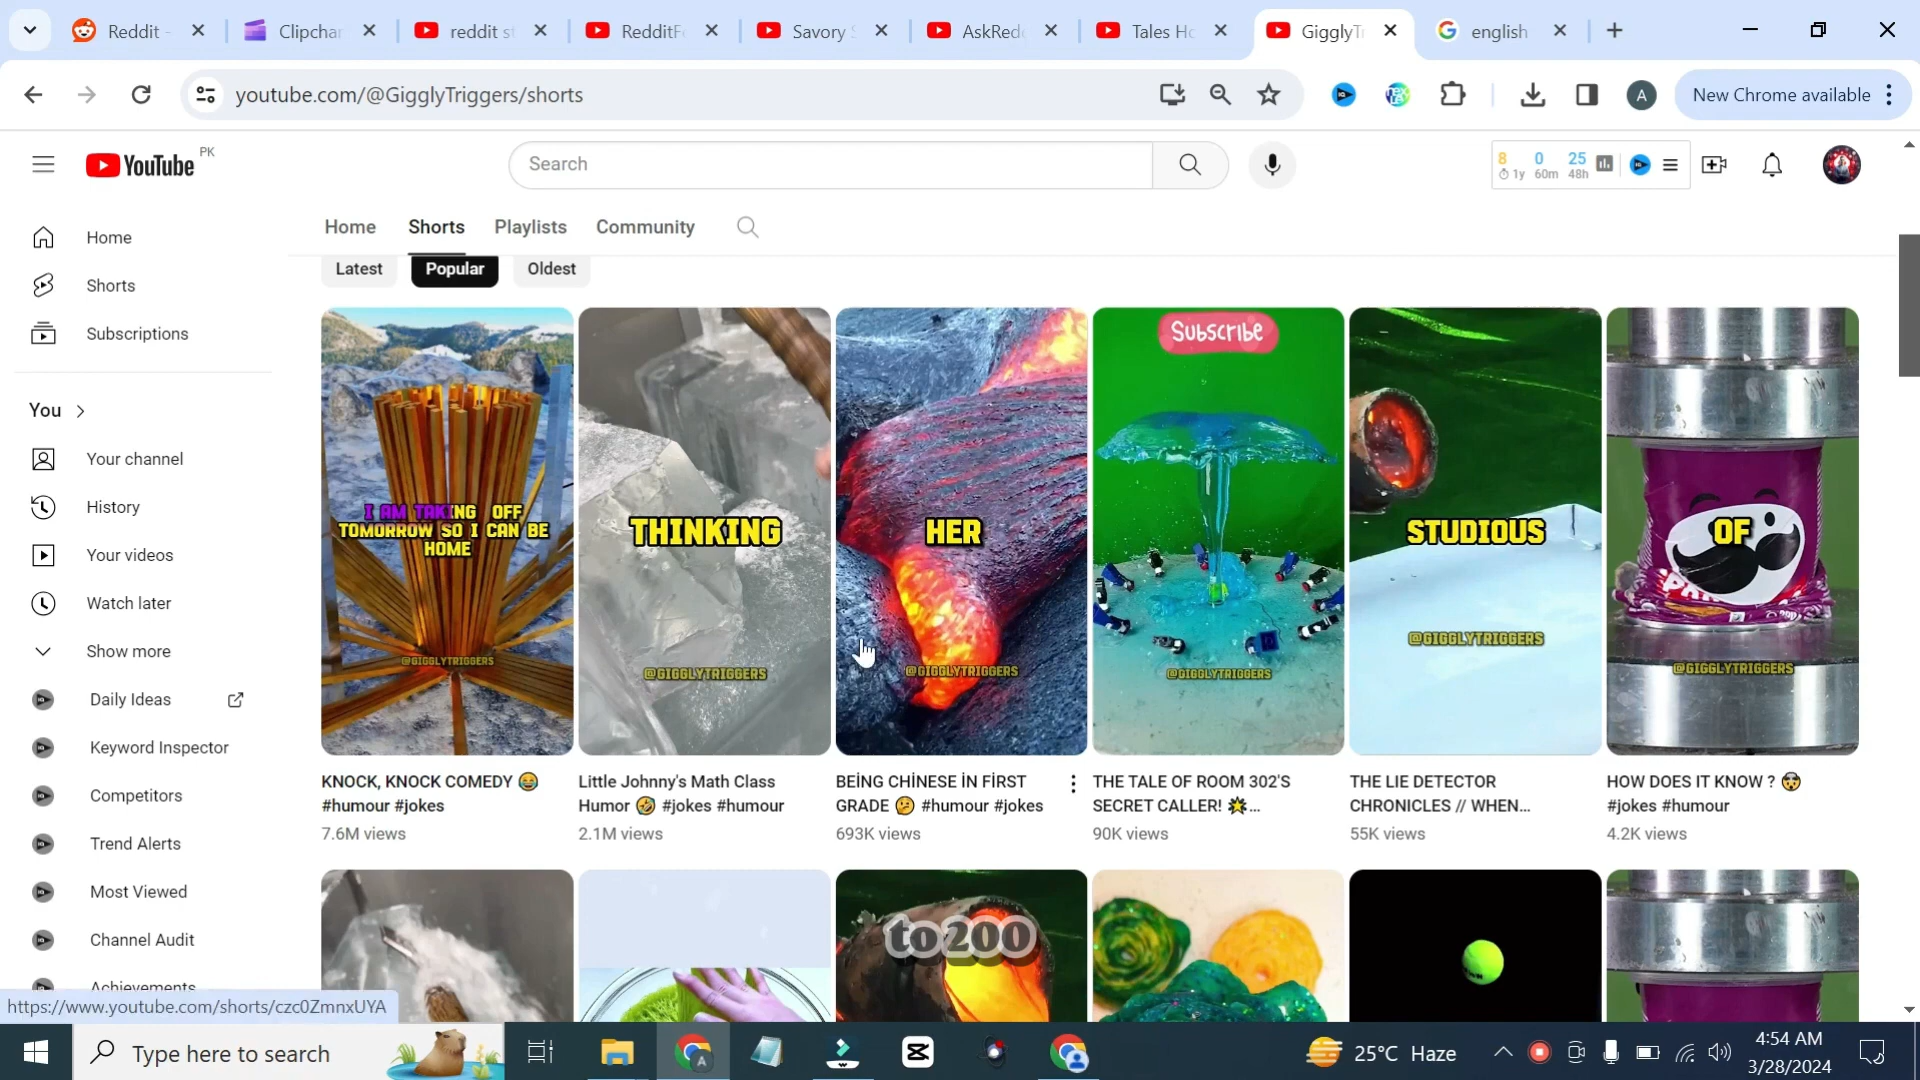 Reddit -
Clipchar
reddit st
RedditFo
Savory S
AskRedd
Tales Ho
GigglyTr
english
youtube.com/@GigglyTriggers/shorts
A
New Chrome available
YouTube PK
Search
8 0 25
1y 60m 48h
Home
Shorts
Playlists
Community
Latest
Popular
Oldest
Home
Shorts
Subscriptions
You
Your channel
History
Your videos
Watch later
Show more
Daily Ideas
Keyword Inspector
Competitors
Trend Alerts
Most Viewed
Channel Audit
Achievements
I AM TAKING OFF
TOMORROW SO I CAN BE
HOME
@GIGGLYTRIGGERS
THINKING
@GIGGLYTRIGGERS
HER
@GIGGLYTRIGGERS
Subscribe
@GIGGLYTRIGGERS
STUDIOUS
@GIGGLYTRIGGERS
OF
@GIGGLYTRIGGERS
KNOCK, KNOCK COMEDY 😂
#humour #jokes
7.6M views
Little Johnny's Math Class
Humor 🤣 #jokes #humour
2.1M views
BEİNG CHİNESE İN FİRST
GRADE 🤔 #humour #jokes
693K views
THE TALE OF ROOM 302'S
SECRET CALLER! 🌟...
90K views
THE LIE DETECTOR
CHRONICLES // WHEN...
55K views
HOW DOES IT KNOW ? 🤯
#jokes #humour
4.2K views
to200
https://www.youtube.com/shorts/czc0ZmnxUYA
Type here to search
25°C Haze
4:54 AM
3/28/2024